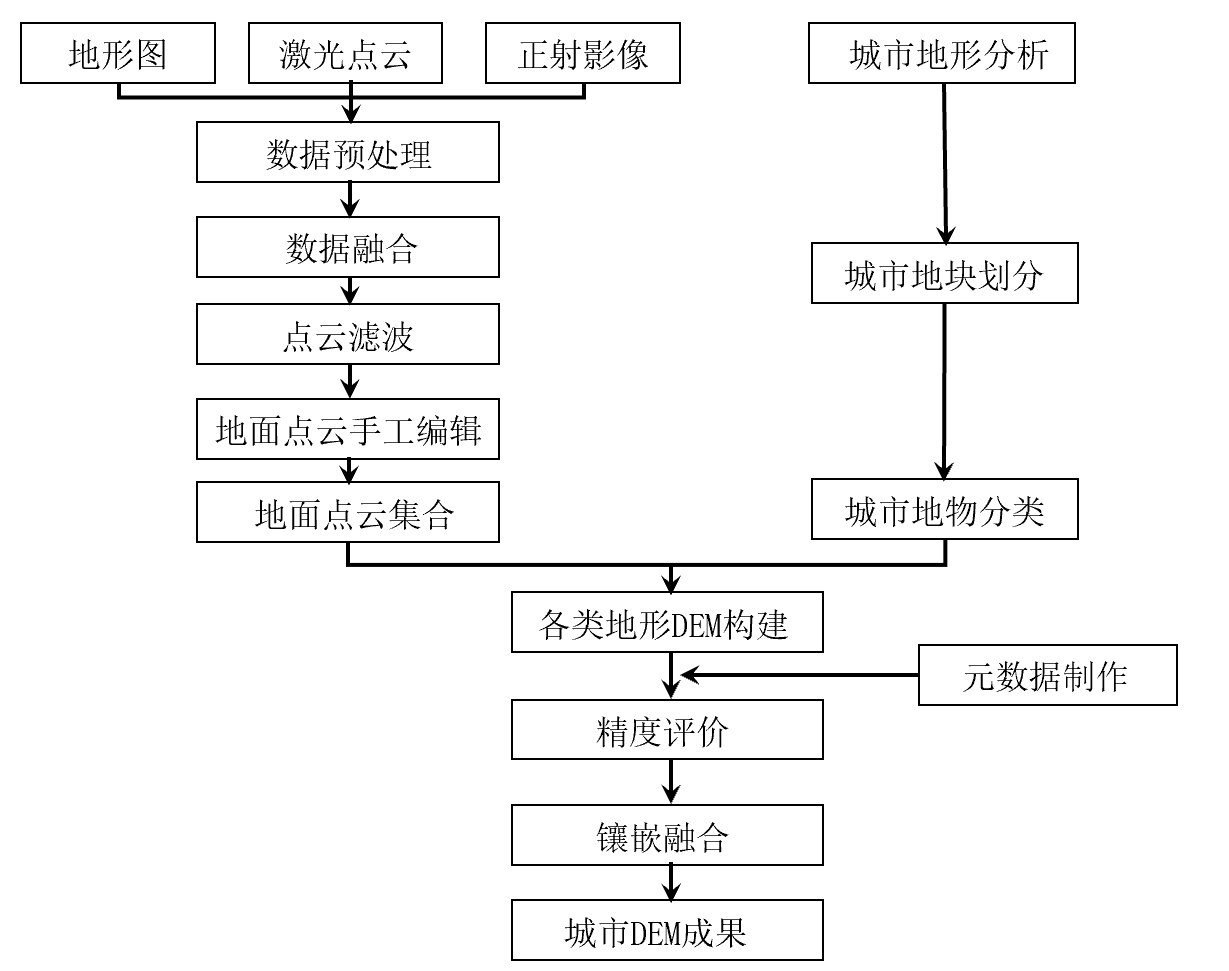 地形图
激光点云
正射影像
城市地形分析
数据预处理
数据融合
城市地块划分
点云滤波
地面点云手工编辑
地面点云集合
城市地物分类
各类地形DEM构建
元数据制作
精度评价
镶嵌融合
城市DEM成果